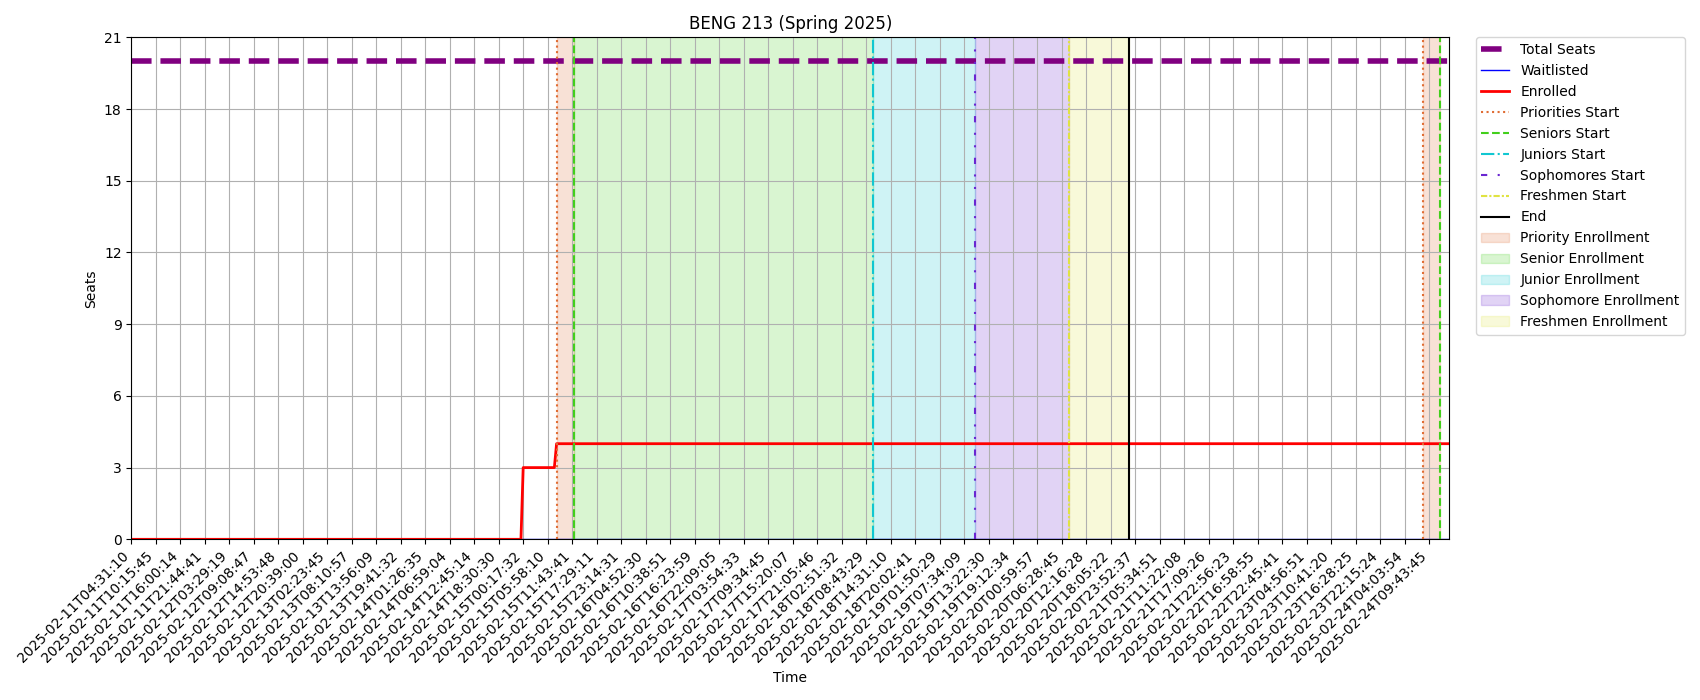 BENG 213 (Spring 2025)
21
18
15
12
9
6
3
0
Seats
2025-02-11T04:31:10
2025-02-11T10:15:45
2025-02-11T16:00:14
2025-02-11T21:44:41
2025-02-12T03:29:19
2025-02-12T09:08:47
2025-02-12T14:53:48
2025-02-12T20:39:00
2025-02-13T02:23:45
2025-02-13T08:10:57
2025-02-13T13:56:09
2025-02-13T19:41:32
2025-02-14T01:26:35
2025-02-14T06:59:04
2025-02-14T12:45:14
2025-02-14T18:30:30
2025-02-15T00:17:32
2025-02-15T05:58:10
2025-02-15T11:43:41
2025-02-15T17:29:11
2025-02-15T23:14:31
2025-02-16T04:52:30
2025-02-16T10:38:51
2025-02-16T16:23:59
2025-02-16T22:09:05
2025-02-17T03:54:33
2025-02-17T09:34:45
2025-02-17T15:20:07
2025-02-17T21:05:46
2025-02-18T02:51:32
2025-02-18T08:43:29
2025-02-18T14:31:10
2025-02-18T20:02:41
2025-02-19T01:50:29
2025-02-19T07:34:09
2025-02-19T13:22:30
2025-02-19T19:12:34
2025-02-20T00:59:57
2025-02-20T06:28:45
2025-02-20T12:16:28
2025-02-20T18:05:22
2025-02-20T23:52:37
2025-02-21T05:34:51
2025-02-21T11:22:08
2025-02-21T17:09:26
2025-02-21T22:56:23
2025-02-22T16:58:55
2025-02-22T22:45:41
2025-02-23T04:56:51
2025-02-23T10:41:20
2025-02-23T16:28:25
2025-02-23T22:15:24
2025-02-24T04:03:54
2025-02-24T09:43:45
Time
Total Seats
Waitlisted
Enrolled
Priorities Start
Seniors Start
Juniors Start
Sophomores Start
Freshmen Start
End
Priority Enrollment
Senior Enrollment
Junior Enrollment
Sophomore Enrollment
Freshmen Enrollment